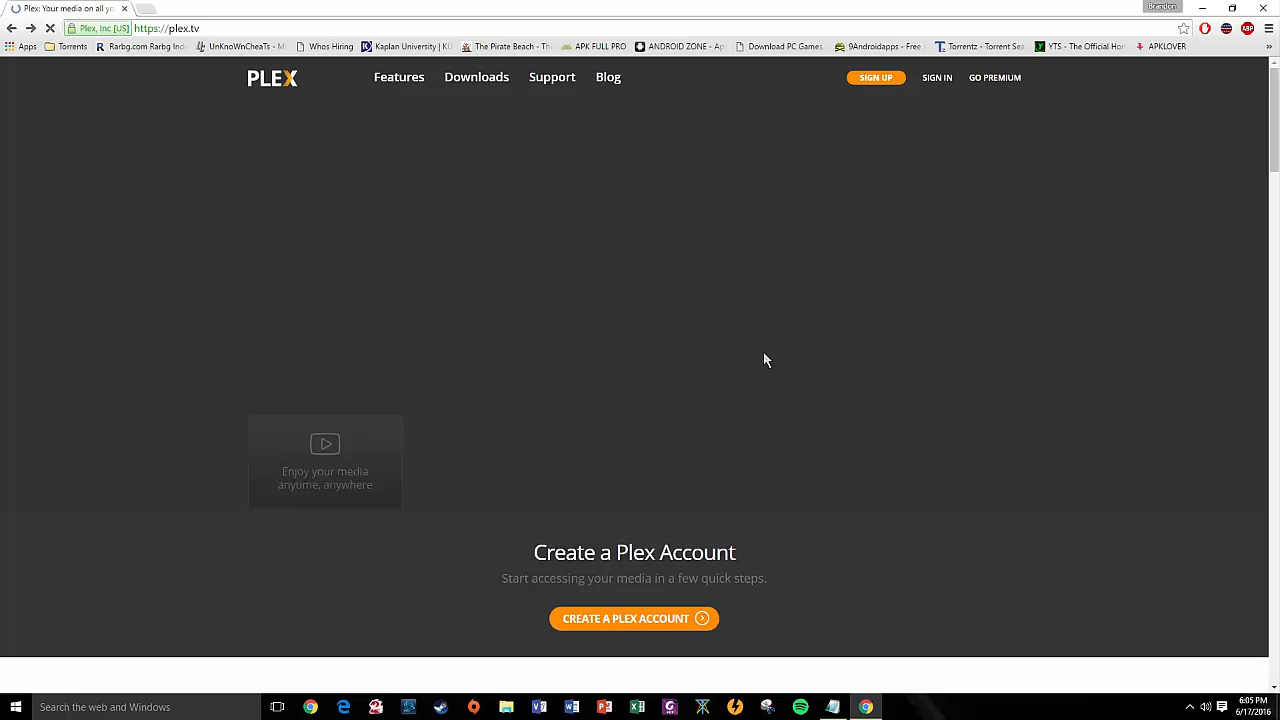 Plex: Your media on all yo
Brandon
Plex, Inc [US] https://plex.tv
ABP
Apps Torrents Rarbg.com Rarbg Ind UnKnoWnCheaTs - M Whos Hiring Kaplan University | KU The Pirate Beach - The APK FULL PRO ANDROID ZONE Ap Download PC Games. 9Androidapps - Free Torrentz - Torrent Sea YTS - The Official Hom APKLOVER »
PLEX Features Downloads Support Blog SIGN UP SIGN IN GO PREMIUM
Enjoy your media
anytime, anywhere
Create a Plex Account
Start accessing your media in a few quick steps.
CREATE A PLEX ACCOUNT
Search the web and Windows
6:05 PM
6/17/2016